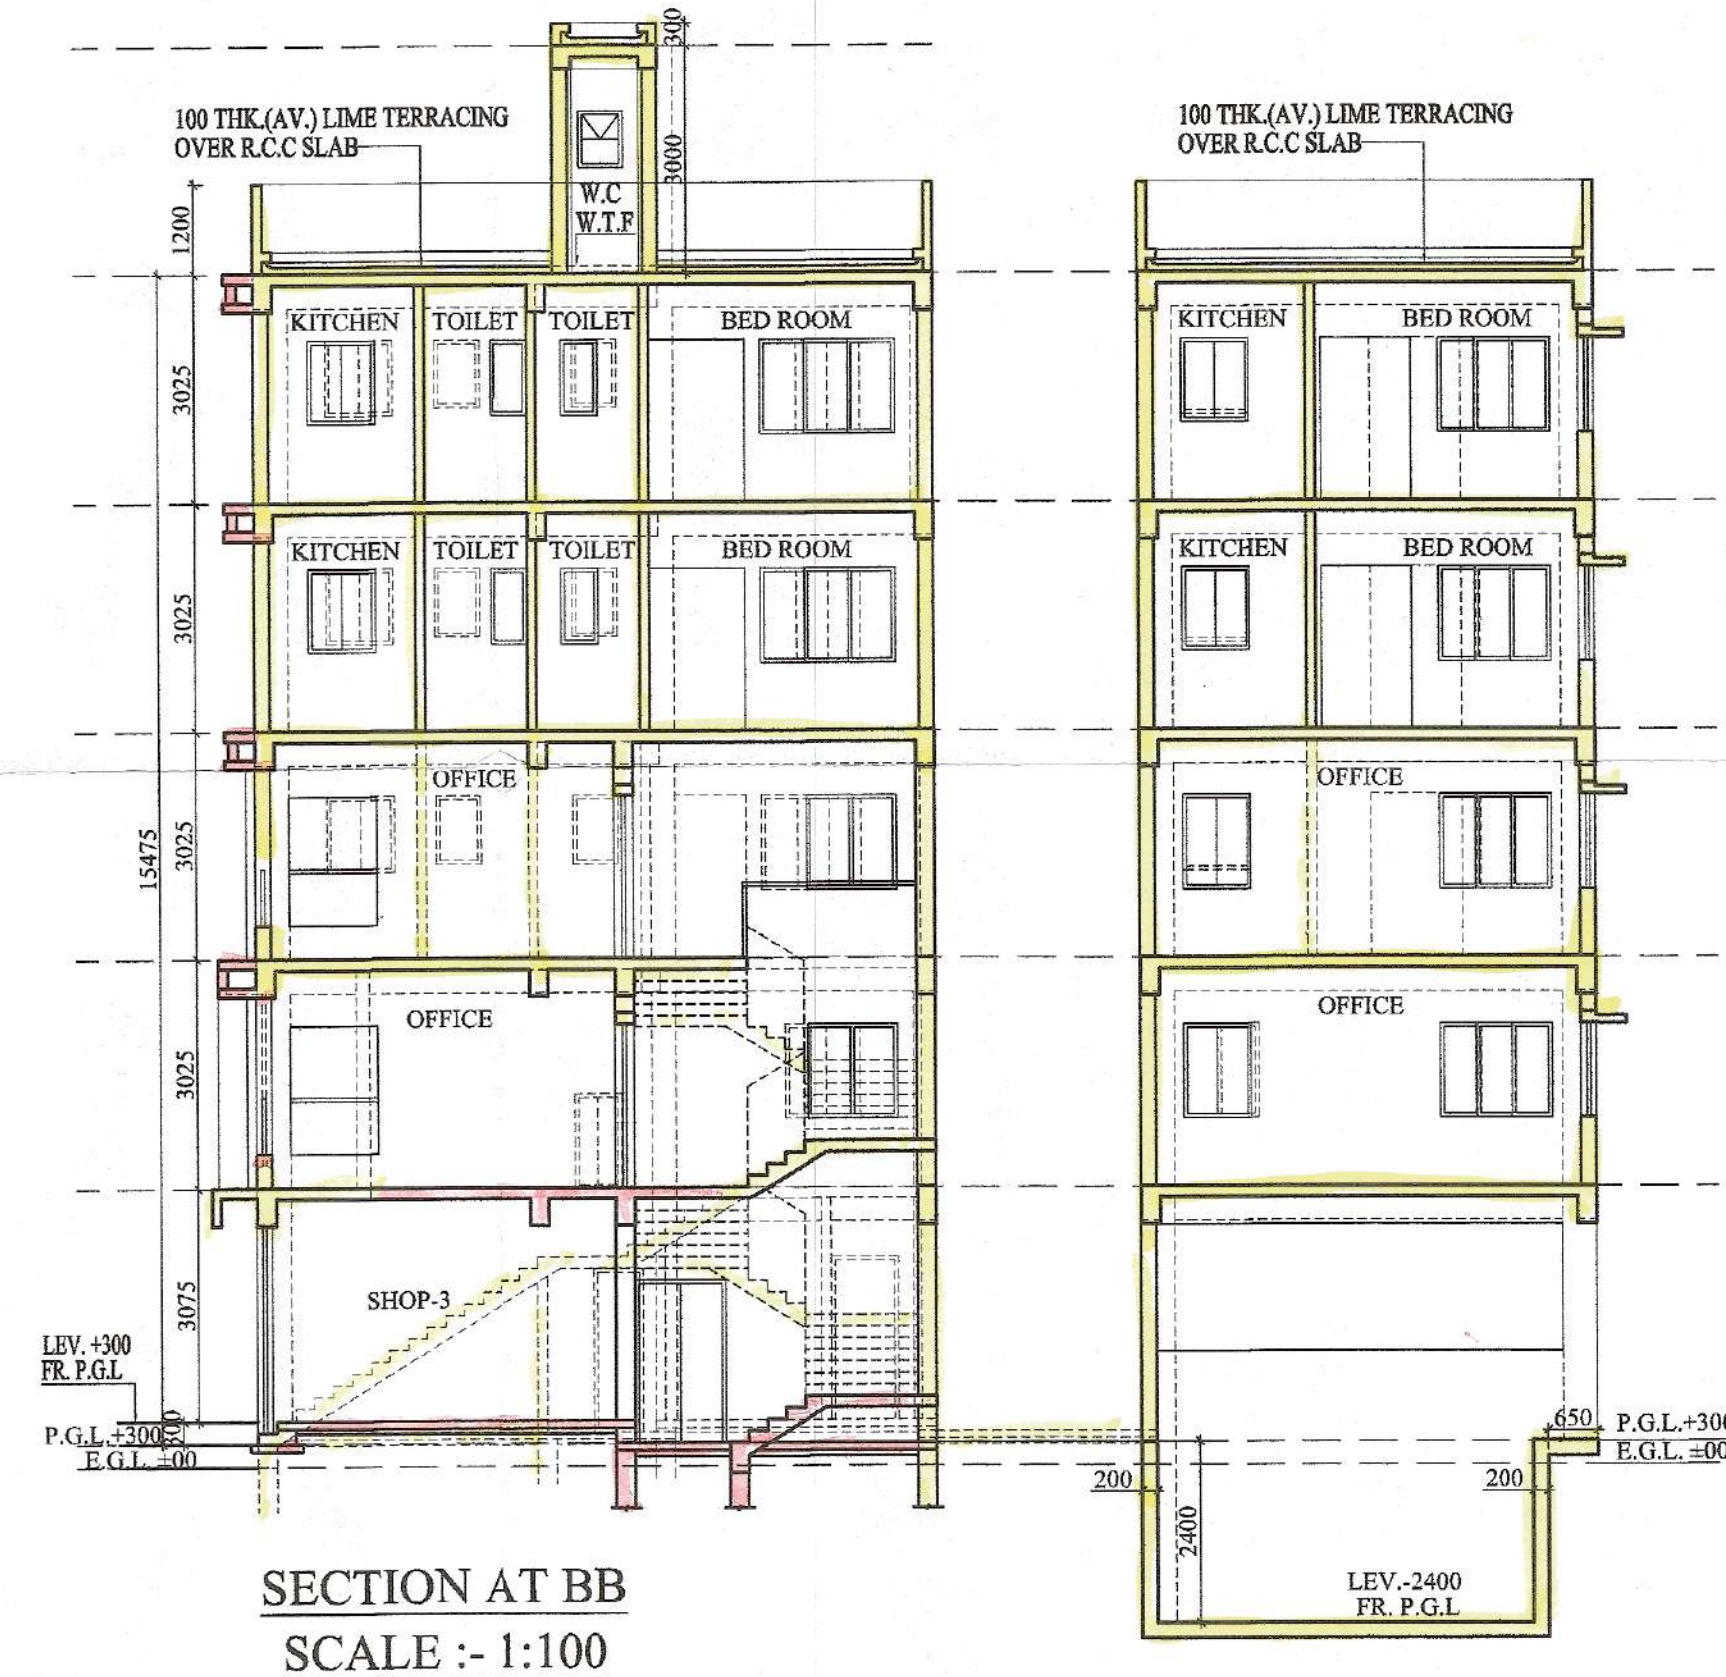 300
100 THK.(AV.) LIME TERRACING
OVER R.C.C SLAB
100 THK.(AV.) LIME TERRACING
OVER R.C.C SLAB
3000
W.C
W.T.F
1200
KITCHEN TOILET TOILET BED ROOM
KITCHEN BED ROOM
3025
KITCHEN TOILET TOILET BED ROOM
KITCHEN BED ROOM
3025
OFFICE
OFFICE
15475
3025
OFFICE
OFFICE
3025
SHOP-3
3075
LEV. +300
FR. P.G.L
300
P.G.L.+300
E.G.L. ±00
650
P.G.L.+300
E.G.L. ±00
200
200
2400
LEV.-2400
FR. P.G.L
SECTION AT BB
SCALE :- 1:100